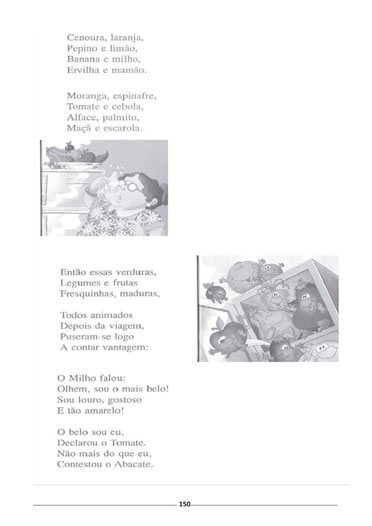 Cenoura, laranja,
Pepino e limão,
Banana e milho,
Ervilha e mamão.
Moranga, espinafre,
Tomate e cebola,
Alface, palmito,
Maçã e escarola.
Então essas verduras,
Legumes e frutas
Fresquinhas, maduras,
Todos animados
Depois da viagem,
Puseram-se logo
A contar vantagem:
O Milho falou:
Olhem, sou o mais belo!
Sou louro, gostoso
E tão amarelo!
O belo sou eu,
Declarou o Tomate.
Não mais do que eu,
Contestou o Abacate.
150